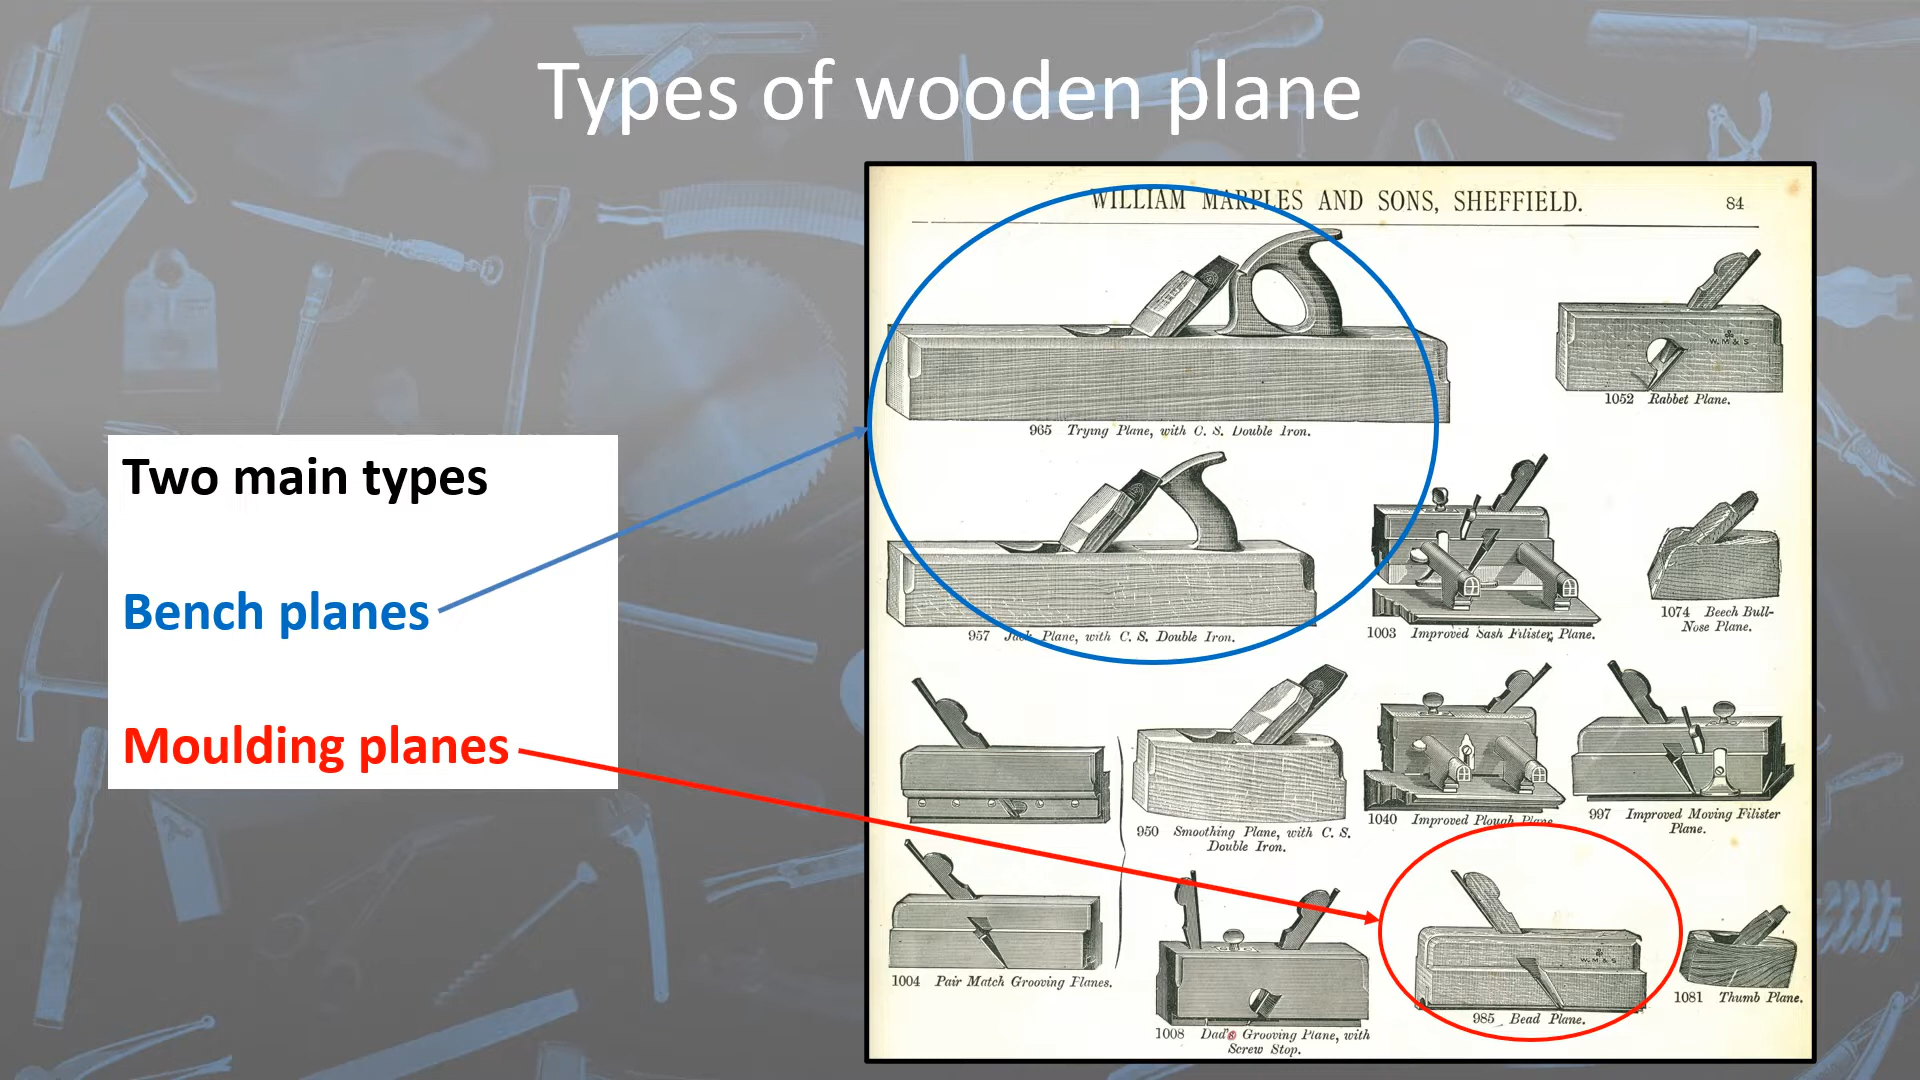 Types of wooden plane
Two main types
Bench planes
Moulding planes
WILLIAM MARPLES AND SONS, SHEFFIELD.
84
965 Trying Plane, with C. S. Double Iron.
1052 Rabbet Plane.
W. M & S
957 Jack Plane, with C. S. Double Iron.
1003 Improved Sash Filister Plane.
1074 Beech Bull-
Nose Plane.
950 Smoothing Plane, with C. S.
Double Iron.
1040 Improved Plough Plane.
997 Improved Moving Filister
Plane.
1004 Pair Match Grooving Planes.
1008 Dad's Grooving Plane, with
Screw Stop.
W. M & S
985 Bead Plane.
1081 Thumb Plane.